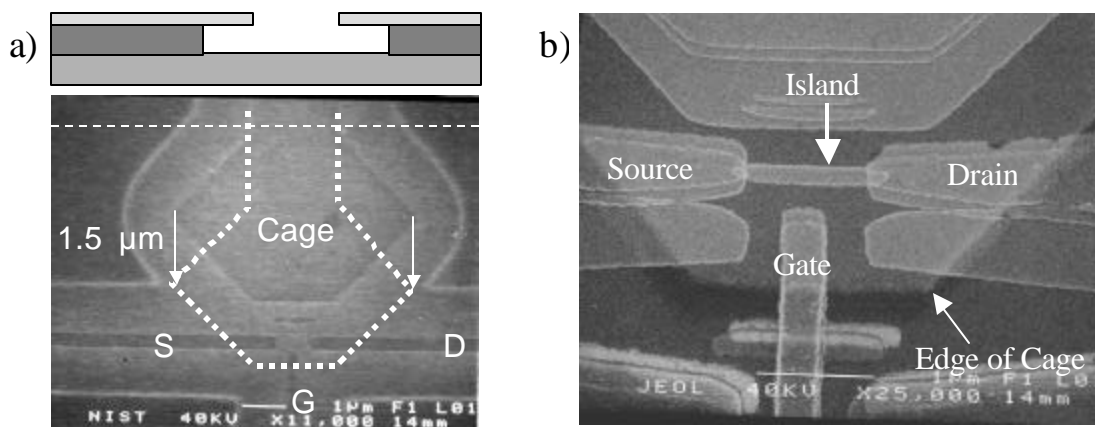 a)
1.5 μm
Cage
S
D
G
NIST 40KV X11,000 1μm F1 L01 14mm
b)
Island
Source
Drain
Gate
Edge of Cage
JEOL 40KV X25,000 1μm F1 L0 14mm